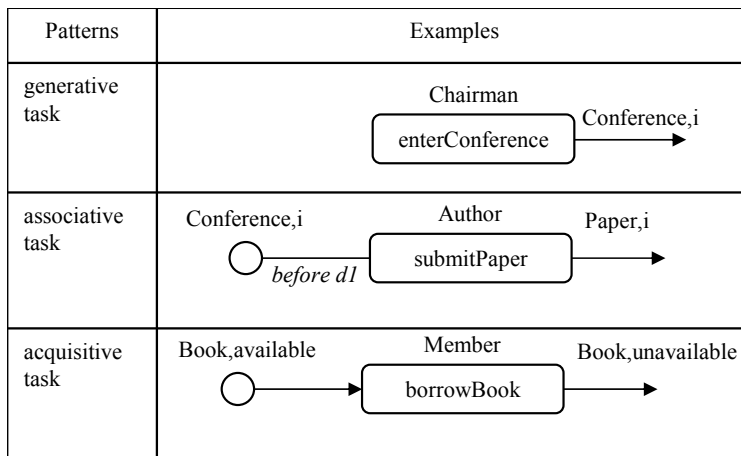 Patterns
Examples
generative
task
Chairman
enterConference
Conference,i
associative
task
Conference,i
before d1
Author
submitPaper
Paper,i
acquisitive
task
Book,available
Member
borrowBook
Book,unavailable